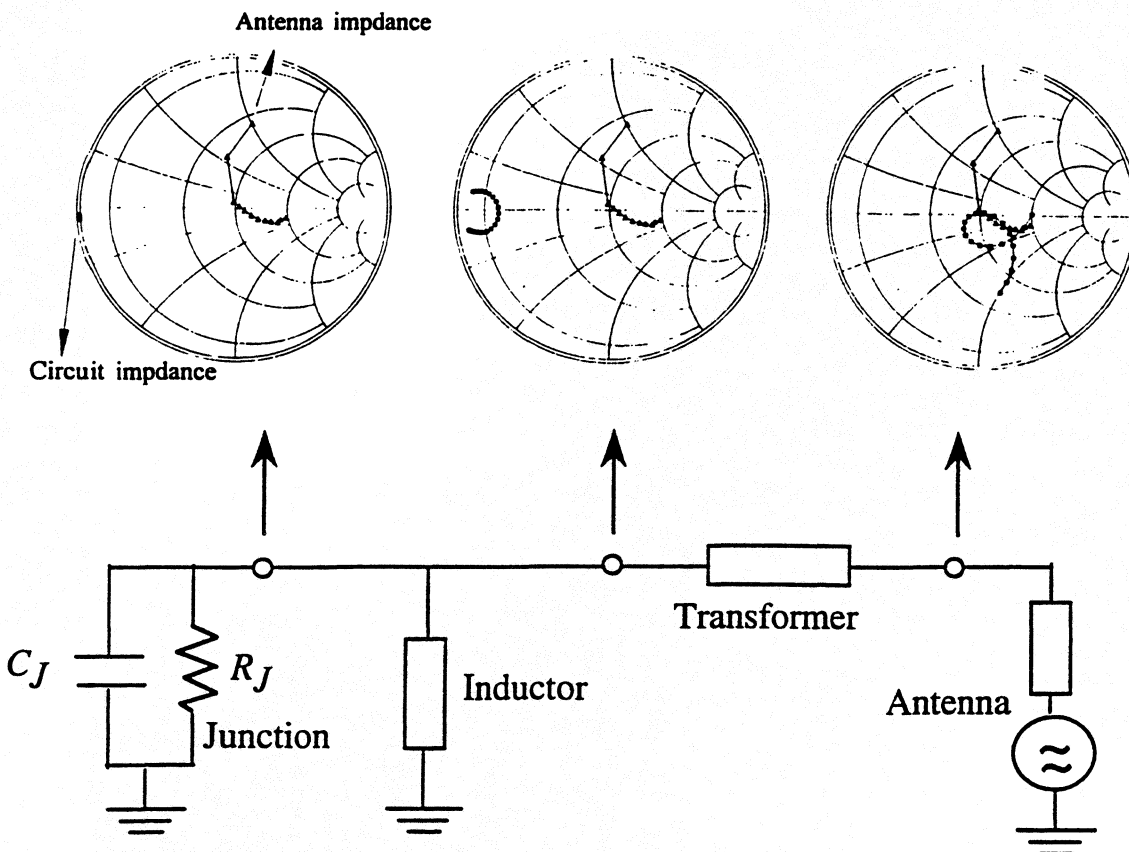 Antenna impdance
Circuit impdance
Transformer
C_J
R_J
Junction
Inductor
Antenna